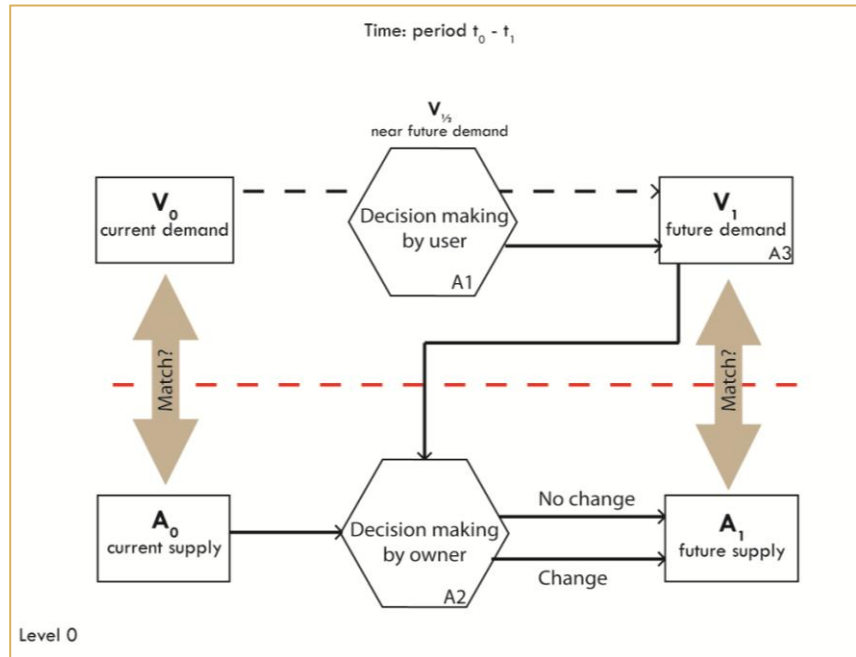 Time: period t₀ - t₁
V½
near future demand
V₀
current demand
Decision making
by user
A1
V₁
future demand
A3
Match?
Match?
A₀
current supply
Decision making
by owner
A2
No change
Change
A₁
future supply
Level 0